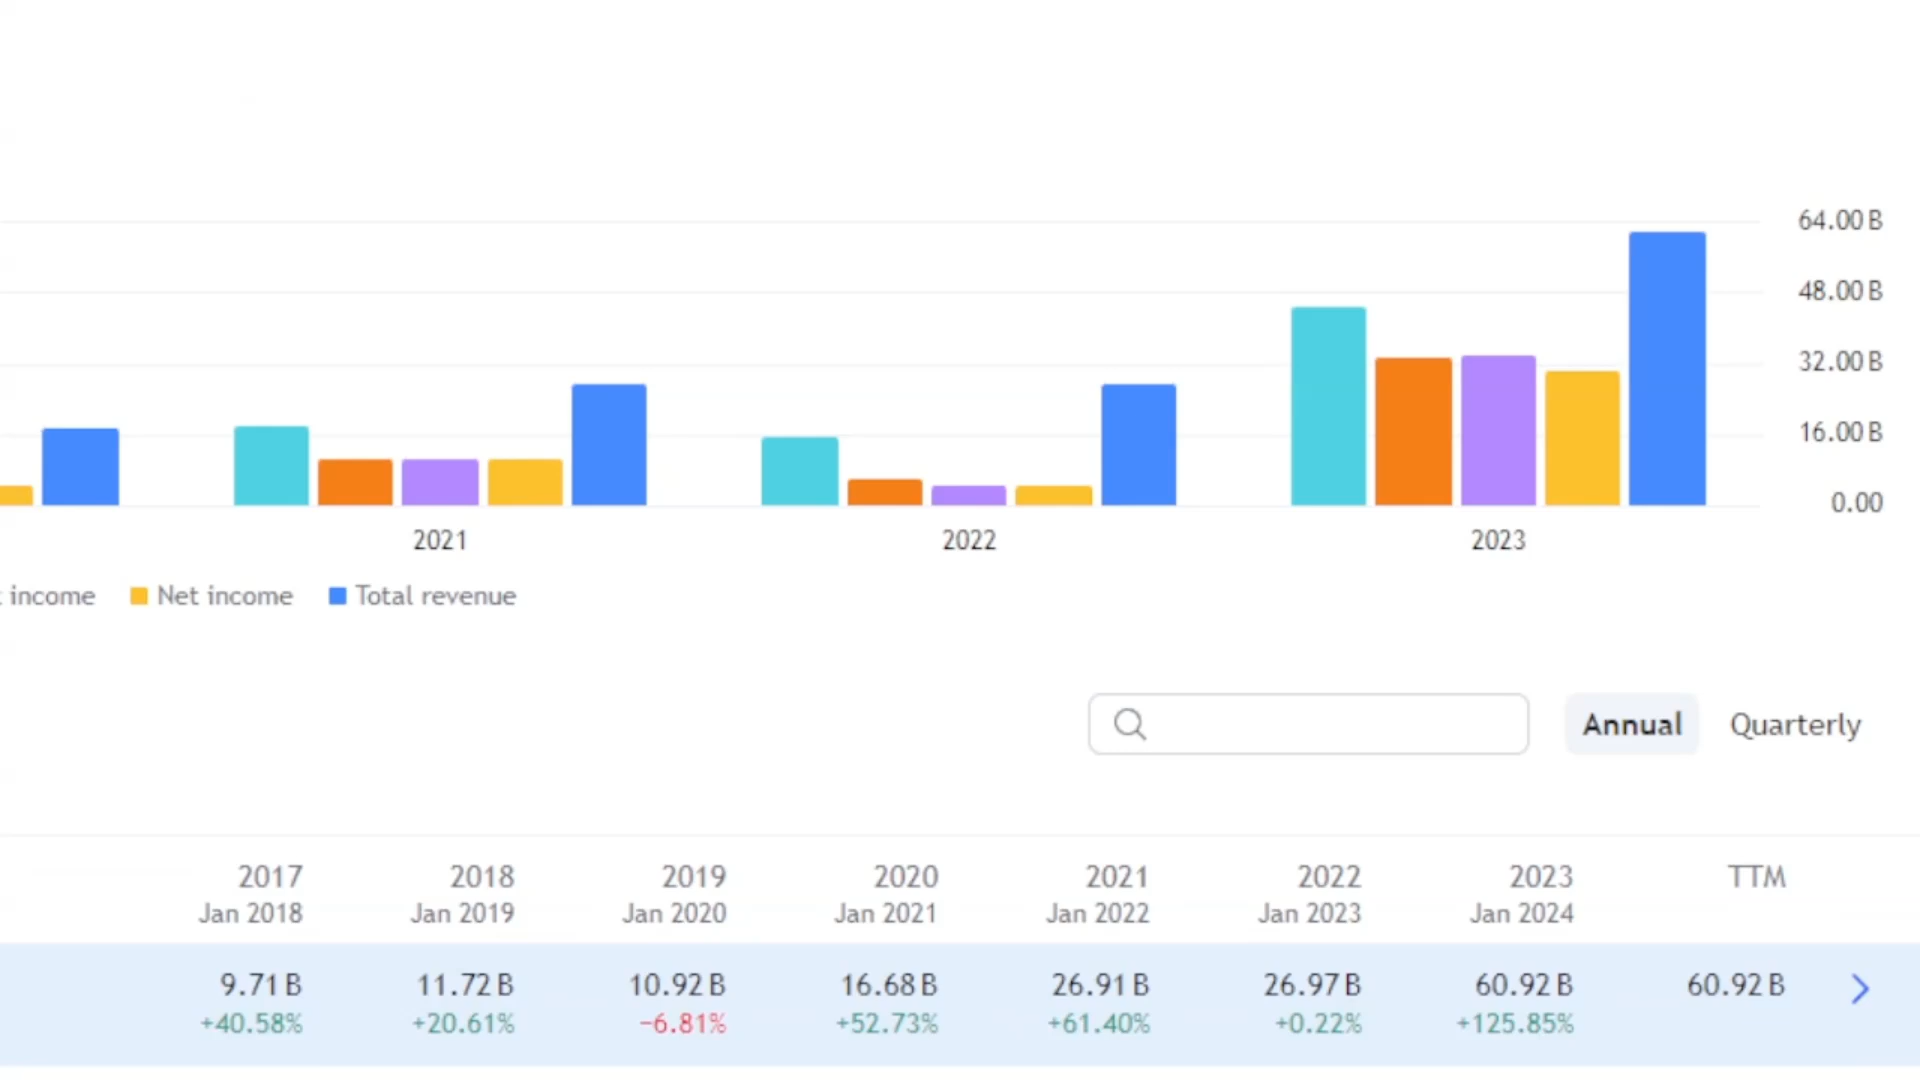 64.00 B
48.00 B
32.00 B
16.00 B
0.00
2021 2022 2023
income Net income Total revenue
Annual Quarterly
2017 2018 2019 2020 2021 2022 2023 TTM
Jan 2018 Jan 2019 Jan 2020 Jan 2021 Jan 2022 Jan 2023 Jan 2024
9.71 B 11.72 B 10.92 B 16.68 B 26.91 B 26.97 B 60.92 B 60.92 B
+40.58% +20.61% −6.81% +52.73% +61.40% +0.22% +125.85%